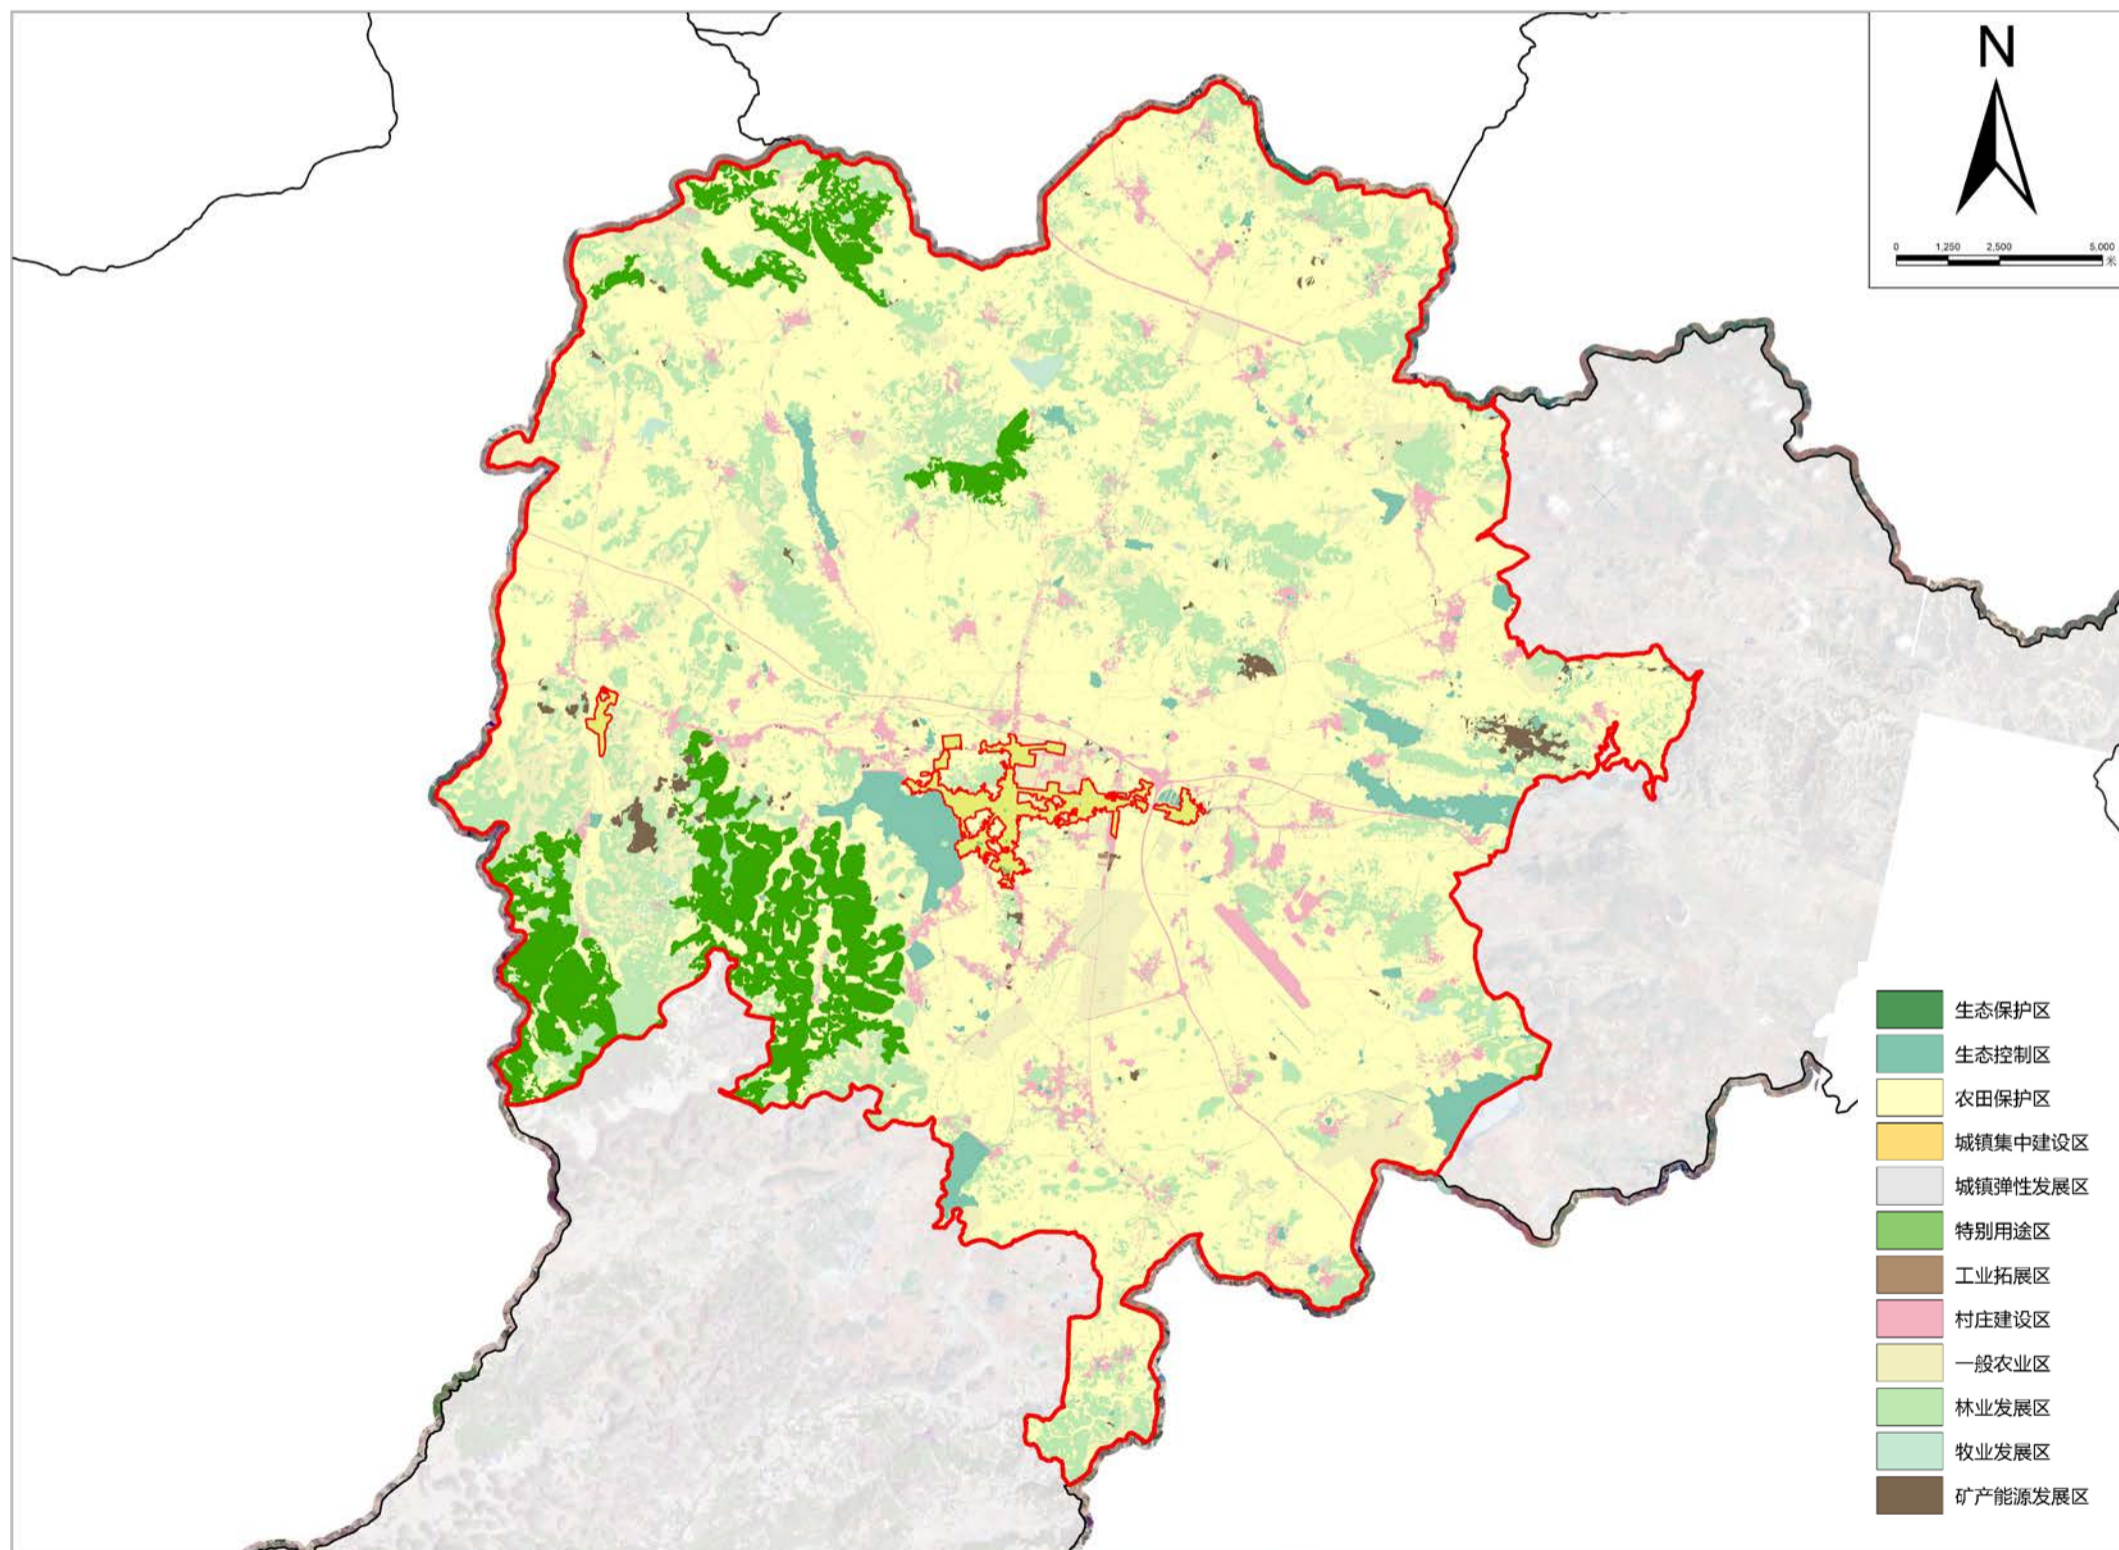 N
0 1,250 2,500 5,000
米
生态保护区
生态控制区
农田保护区
城镇集中建设区
城镇弹性发展区
特别用途区
工业拓展区
村庄建设区
一般农业区
林业发展区
牧业发展区
矿产能源发展区